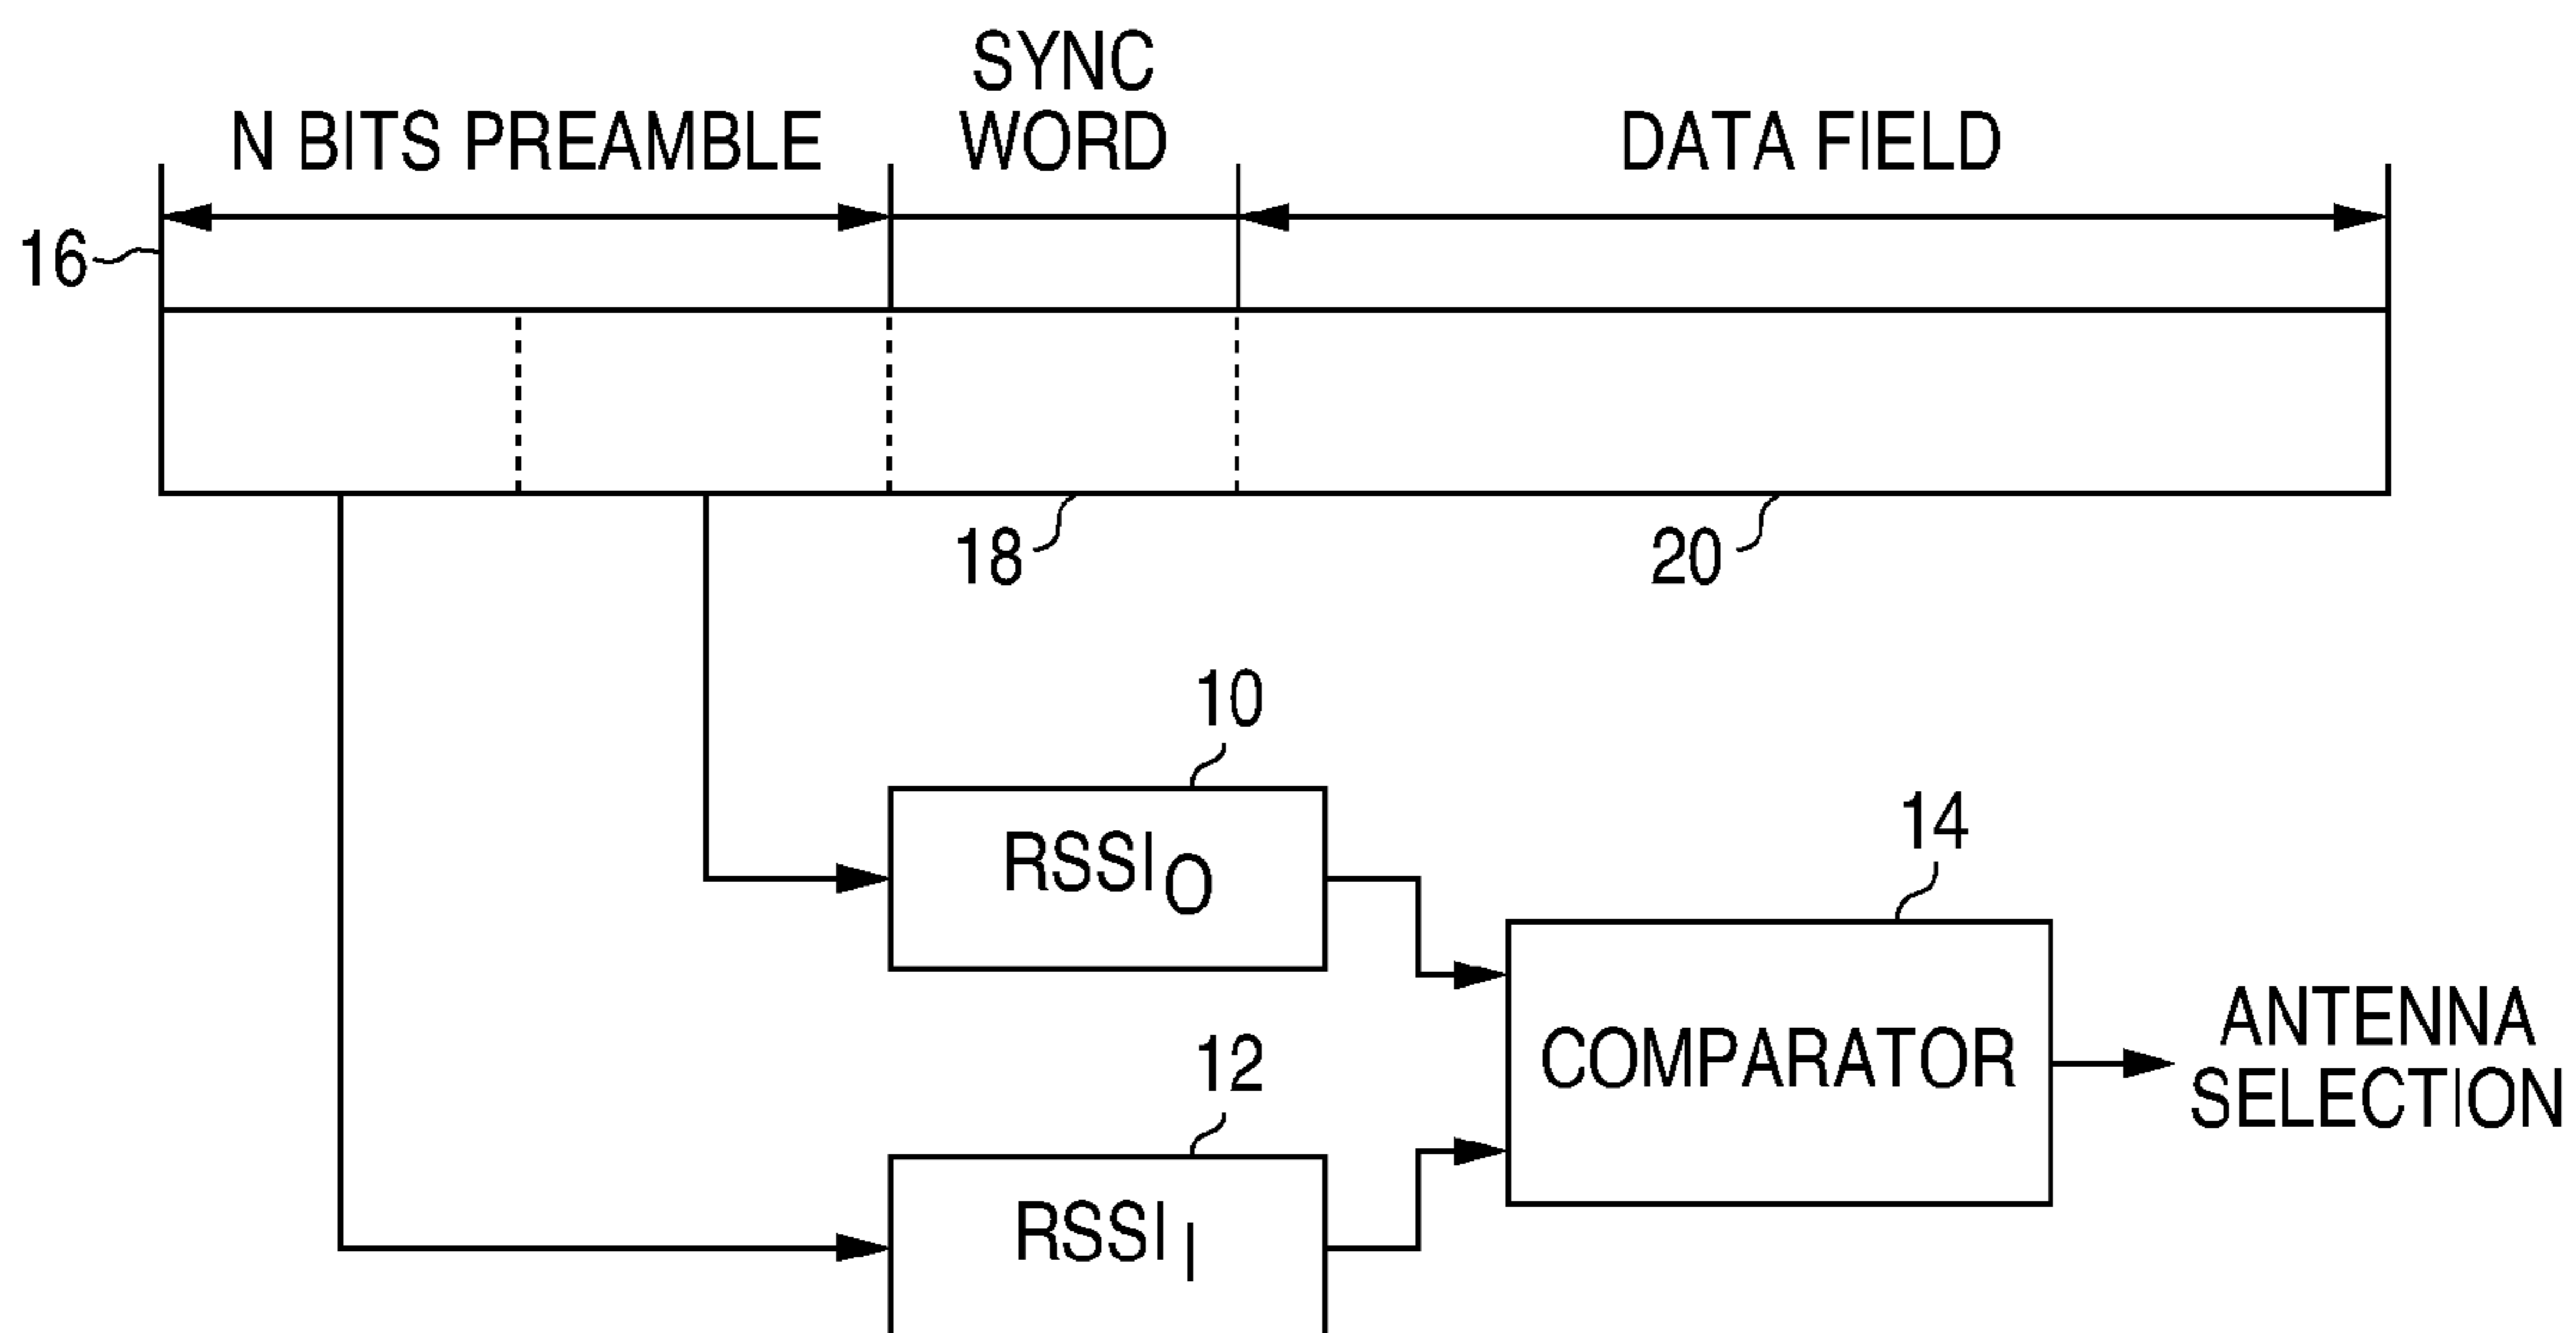 SYNC
N BITS PREAMBLE WORD DATA FIELD
16
18 20
10
RSSIO
14
ANTENNA
COMPARATOR
SELECTION
12
RSSII